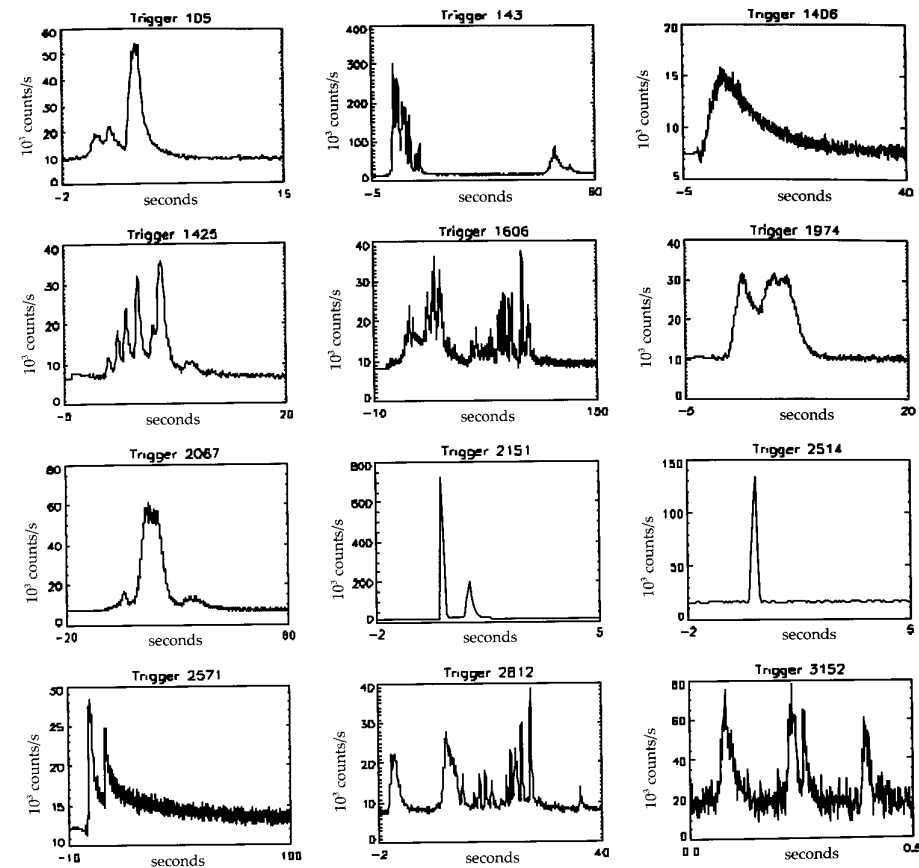 Trigger 105
60
50
40
30
20
10
0
10³ counts/s
-2
seconds
15
Trigger 143
400
300
200
100
0
10³ counts/s
-5
seconds
Trigger 1406
20
15
10
5
10³ counts/s
-5
seconds
40
Trigger 1425
40
30
20
10
0
10³ counts/s
-5
seconds
20
Trigger 1606
40
30
20
10
0
10³ counts/s
-10
seconds
Trigger 1974
40
30
20
10
0
10³ counts/s
-5
seconds
20
Trigger 2067
80
60
40
20
0
10³ counts/s
-20
seconds
Trigger 2151
800
600
400
200
0
10³ counts/s
-2
seconds
5
Trigger 2514
150
100
50
0
10³ counts/s
-2
seconds
5
Trigger 2571
30
25
20
15
10
10³ counts/s
-10
seconds
100
Trigger 2812
40
30
20
10
0
10³ counts/s
-2
seconds
40
Trigger 3152
80
60
40
20
0
10³ counts/s
0.0
seconds